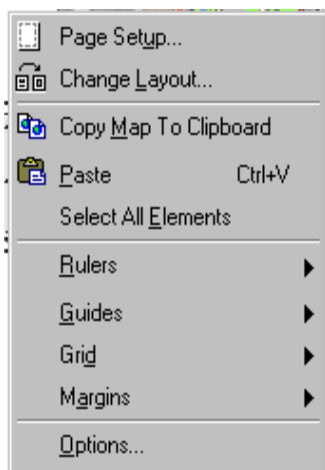 Page Setup...
Change Layout...
Copy Map To Clipboard
Paste Ctrl+V
Select All Elements
Rulers
Guides
Grid
Margins
Options...